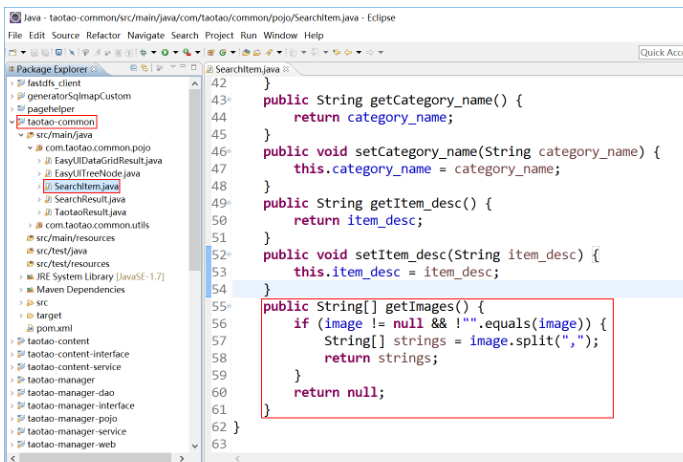 Java - taotao-common/src/main/java/com/taotao/common/pojo/SearchItem.java - Eclipse
File Edit Source Refactor Navigate Search Project Run Window Help
Quick Acc
Package Explorer
SearchItem.java
fastdfs_client
generatorSqlmapCustom
pagehelper
taotao-common
src/main/java
com.taotao.common.pojo
EasyUIDataGridResult.java
EasyUITreeNode.java
SearchItem.java
SearchResult.java
TaotaoResult.java
com.taotao.common.utils
src/main/resources
src/test/java
src/test/resources
JRE System Library [JavaSE-1.7]
Maven Dependencies
src
target
pom.xml
taotao-content
taotao-content-interface
taotao-content-service
taotao-manager
taotao-manager-dao
taotao-manager-interface
taotao-manager-pojo
taotao-manager-service
taotao-manager-web
42 }
43 public String getCategory_name() {
44 return category_name;
45 }
46 public void setCategory_name(String category_name) {
47 this.category_name = category_name;
48 }
49 public String getItem_desc() {
50 return item_desc;
51 }
52 public void setItem_desc(String item_desc) {
53 this.item_desc = item_desc;
54 }
55 public String[] getImages() {
56 if (image != null && !"".equals(image)) {
57 String[] strings = image.split(",");
58 return strings;
59 }
60 return null;
61 }
62 }
63